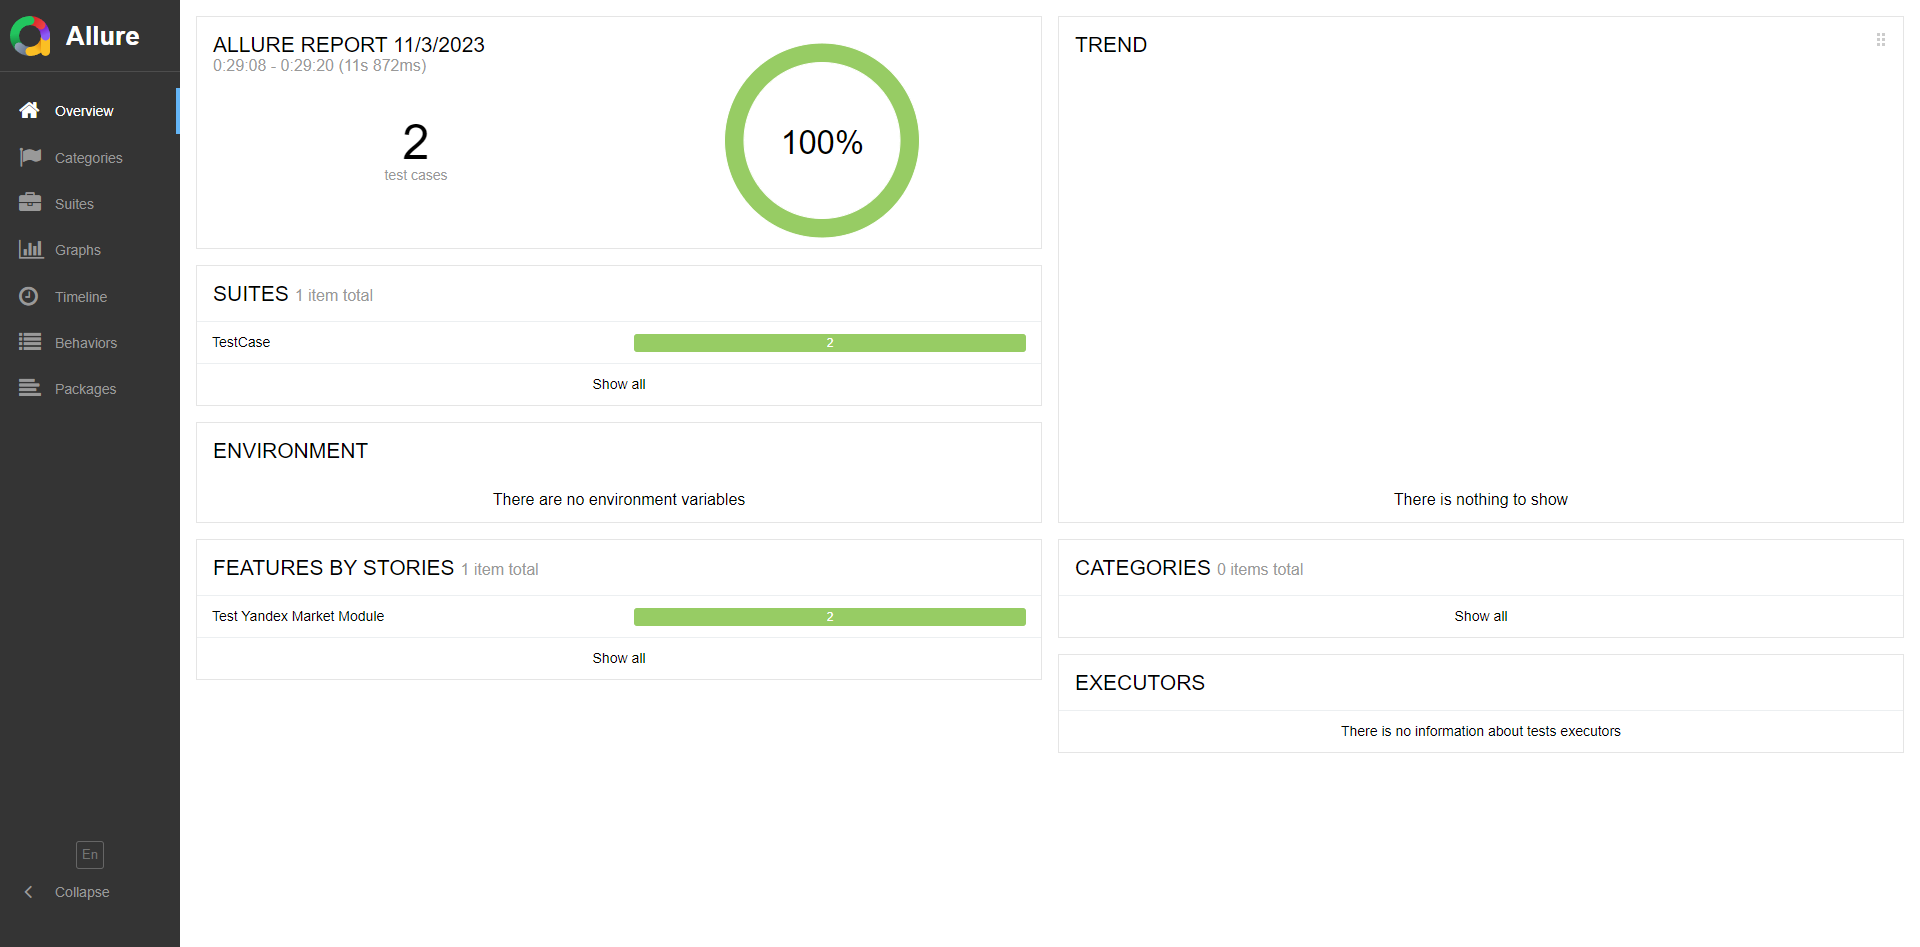 Allure
Overview
Categories
Suites
Graphs
Timeline
Behaviors
Packages
En
Collapse
ALLURE REPORT 11/3/2023
0:29:08 - 0:29:20 (11s 872ms)
2
test cases
100%
SUITES 1 item total
TestCase 2
Show all
ENVIRONMENT
There are no environment variables
FEATURES BY STORIES 1 item total
Test Yandex Market Module 2
Show all
TREND
There is nothing to show
CATEGORIES 0 items total
Show all
EXECUTORS
There is no information about tests executors